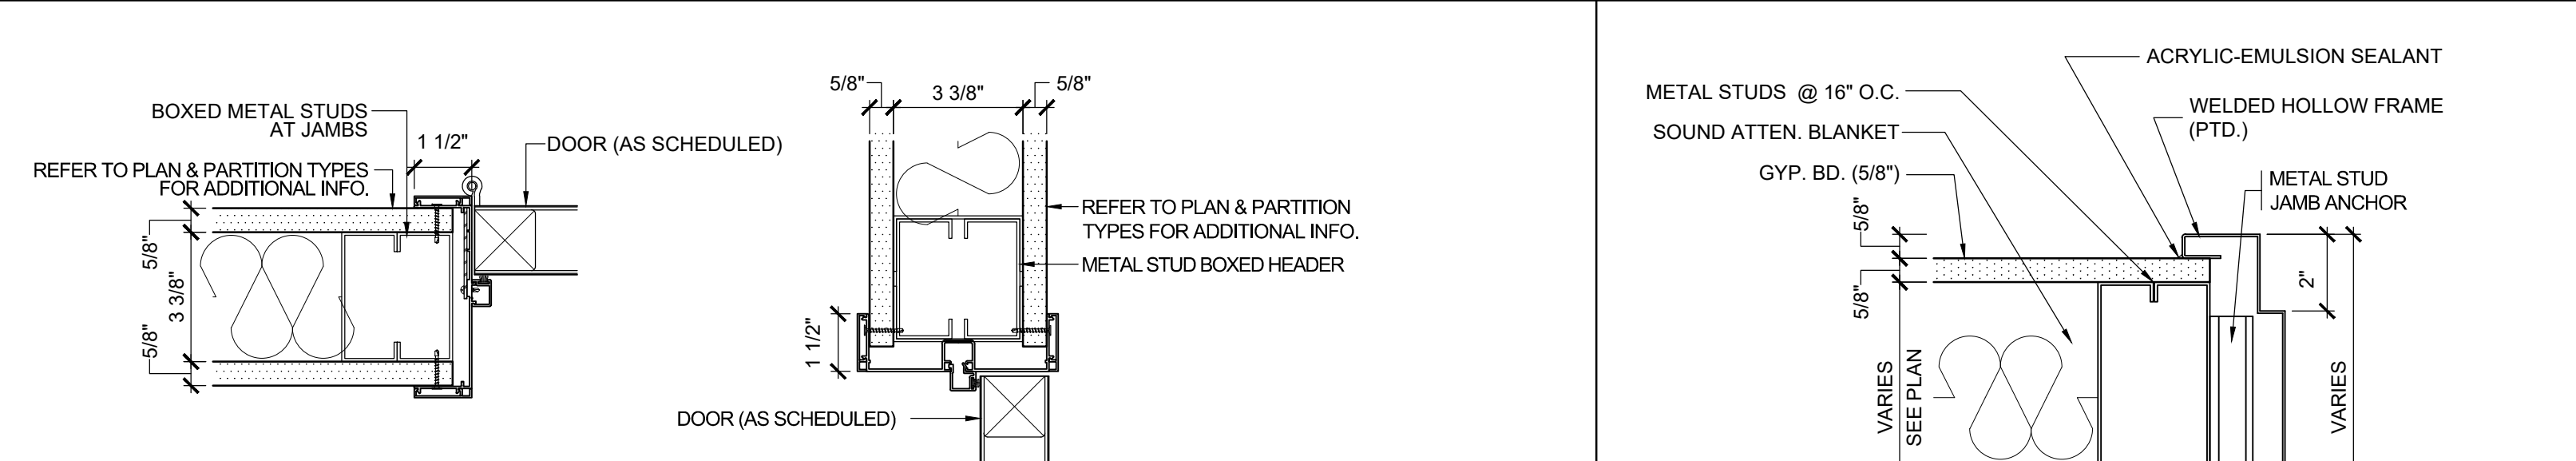 BOXED METAL STUDS
AT JAMBS
1 1/2"
DOOR (AS SCHEDULED)
REFER TO PLAN & PARTITION TYPES
FOR ADDITIONAL INFO.
5/8"
3 3/8"
5/8"
5/8"
3 3/8"
5/8"
REFER TO PLAN & PARTITION
TYPES FOR ADDITIONAL INFO.
METAL STUD BOXED HEADER
1 1/2"
DOOR (AS SCHEDULED)
ACRYLIC-EMULSION SEALANT
METAL STUDS @ 16" O.C.
WELDED HOLLOW FRAME
(PTD.)
SOUND ATTEN. BLANKET
GYP. BD. (5/8")
METAL STUD
JAMB ANCHOR
5/8"
5/8"
2"
VARIES
SEE PLAN
VARIES